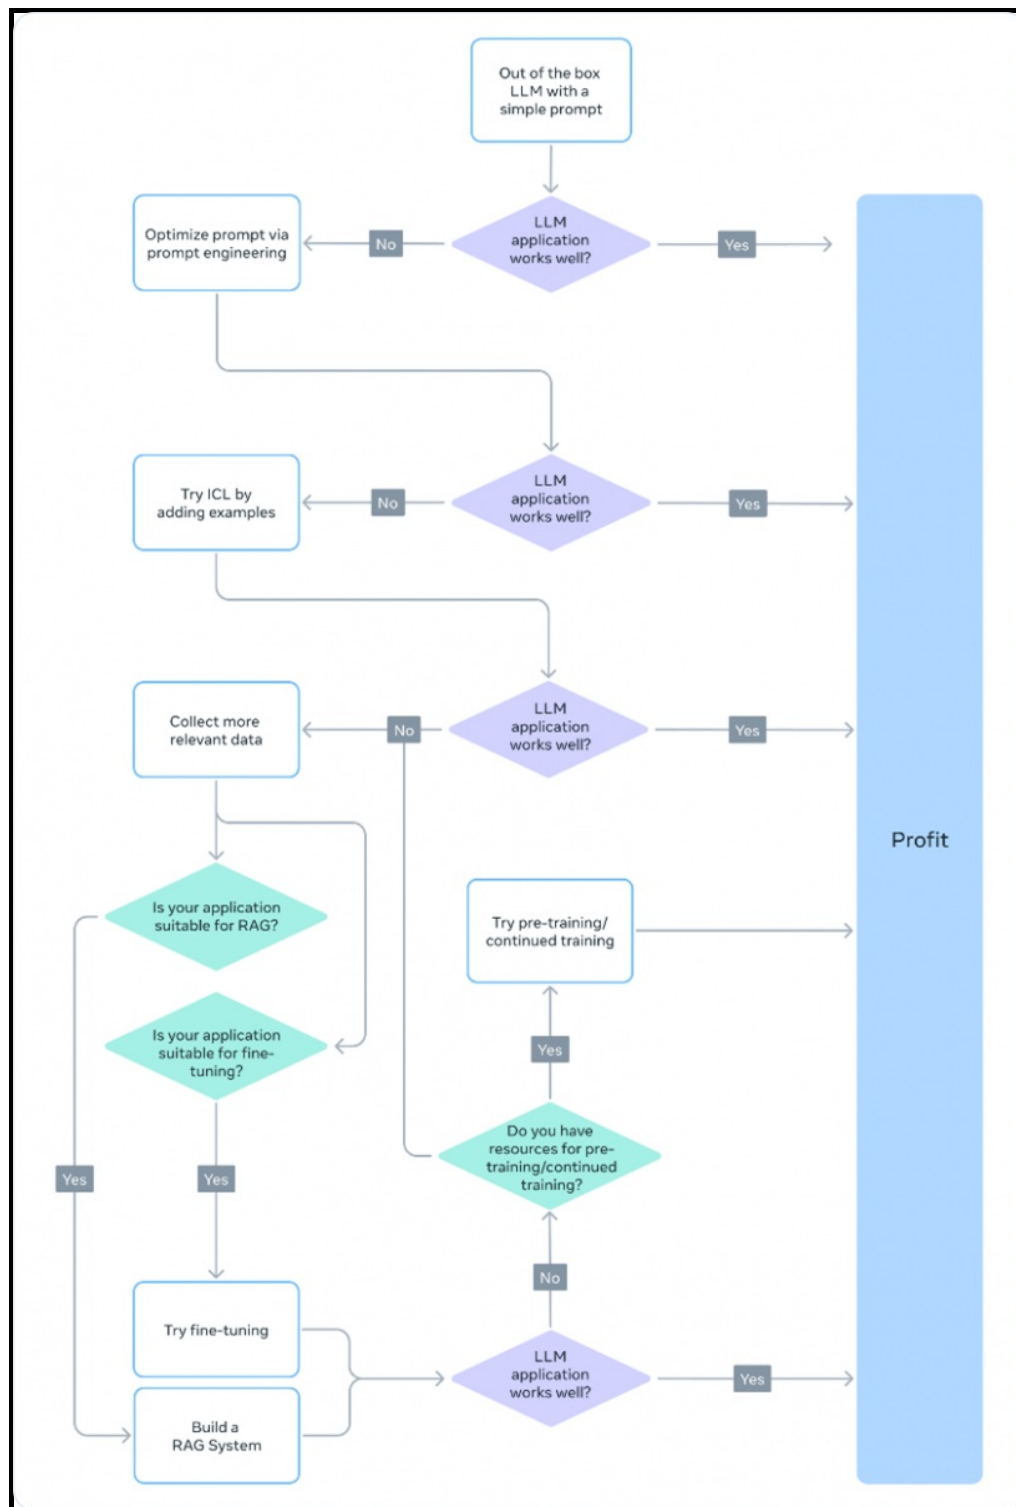 Out of the box
LLM with a
simple prompt
Optimize prompt via
prompt engineering
No
LLM
application
works well?
Yes
Try ICL by
adding examples
No
LLM
application
works well?
Yes
Collect more
relevant data
No
LLM
application
works well?
Yes
Profit
Is your application
suitable for RAG?
Try pre-training/
continued training
Is your application
suitable for fine-
tuning?
Yes
Do you have
resources for pre-
training/continued
training?
Yes
Yes
No
Try fine-tuning
LLM
application
works well?
Yes
Build a
RAG System